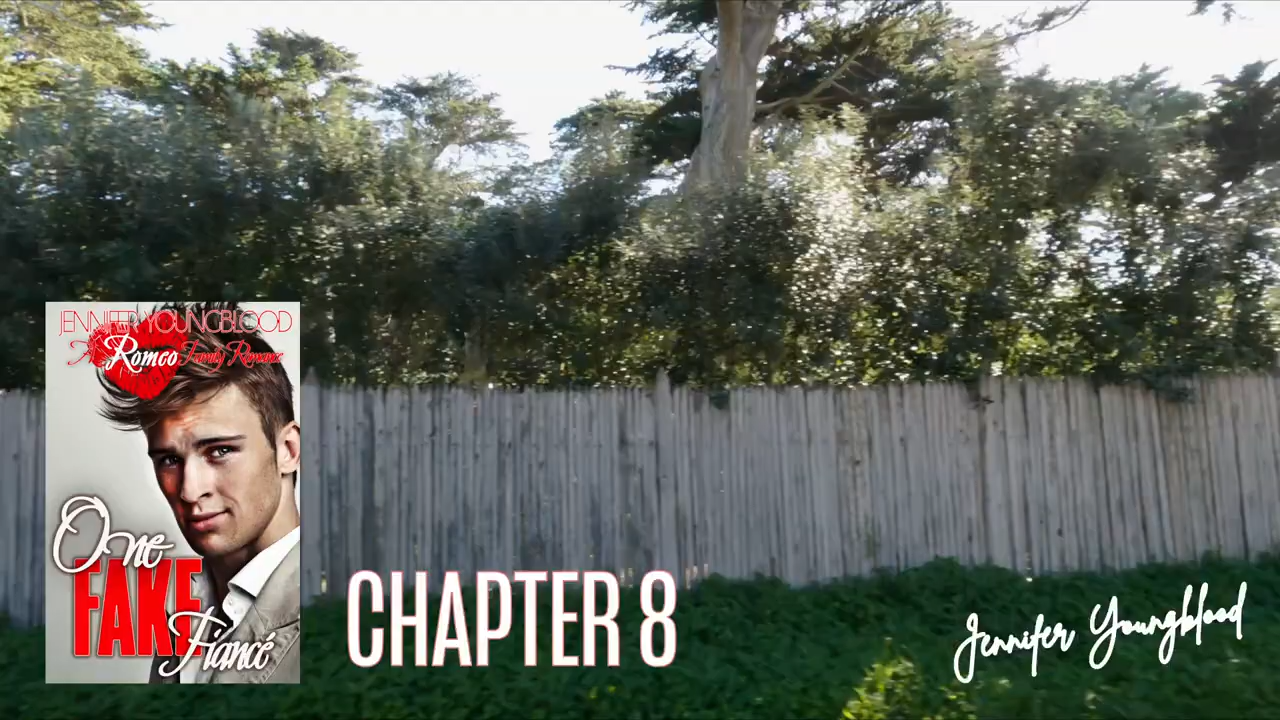 JENNIFER YOUNGBLOOD
A Romeo Family Romance
One
FAKE
Fiancé
CHAPTER 8
Jennifer Youngblood